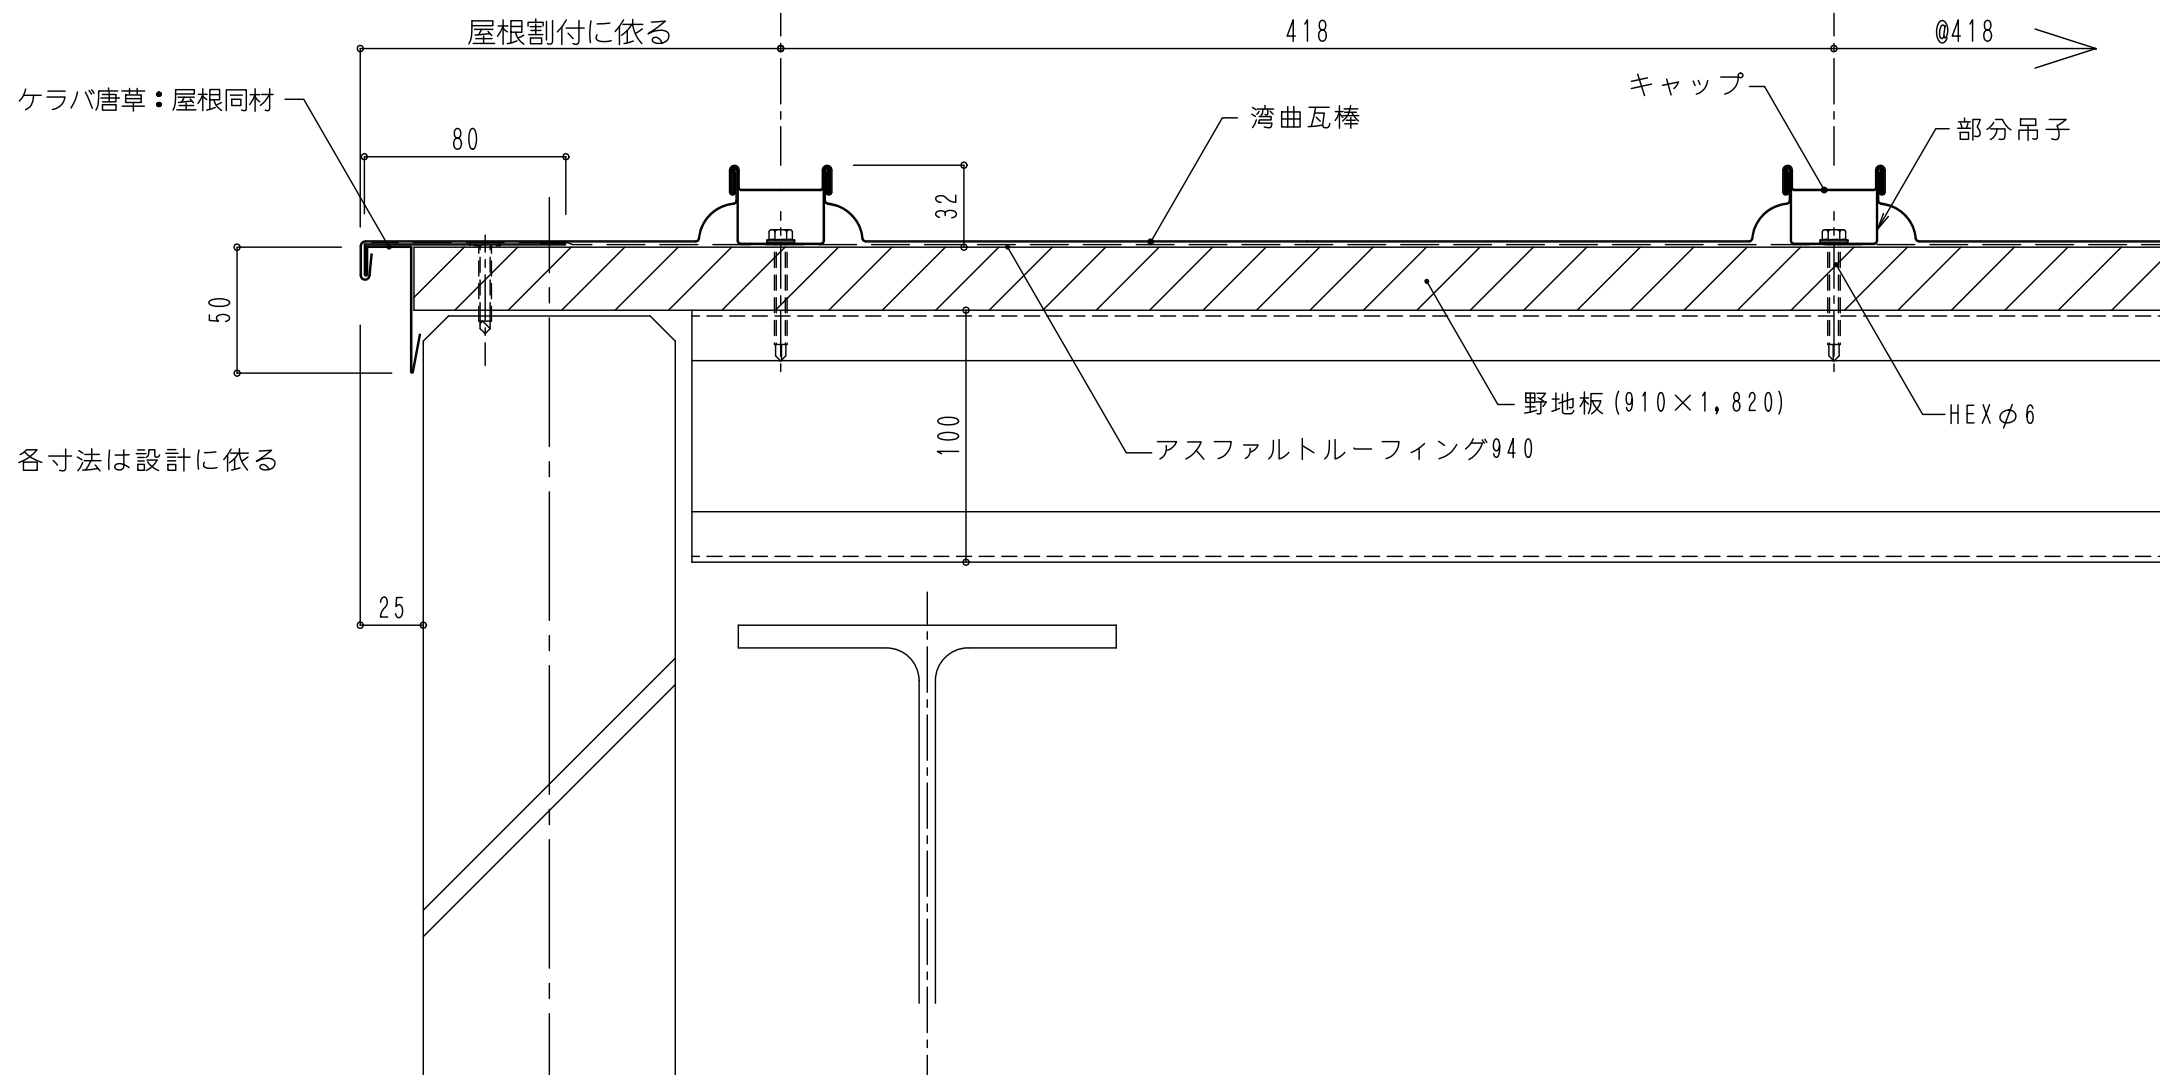 屋根割付に依る
418
@418
ケラバ唐草：屋根同材
80
湾曲瓦棒
キャップ
部分吊子
32
50
野地板(910×1,820)
HEXφ6
100
アスファルトルーフィング940
各寸法は設計に依る
25